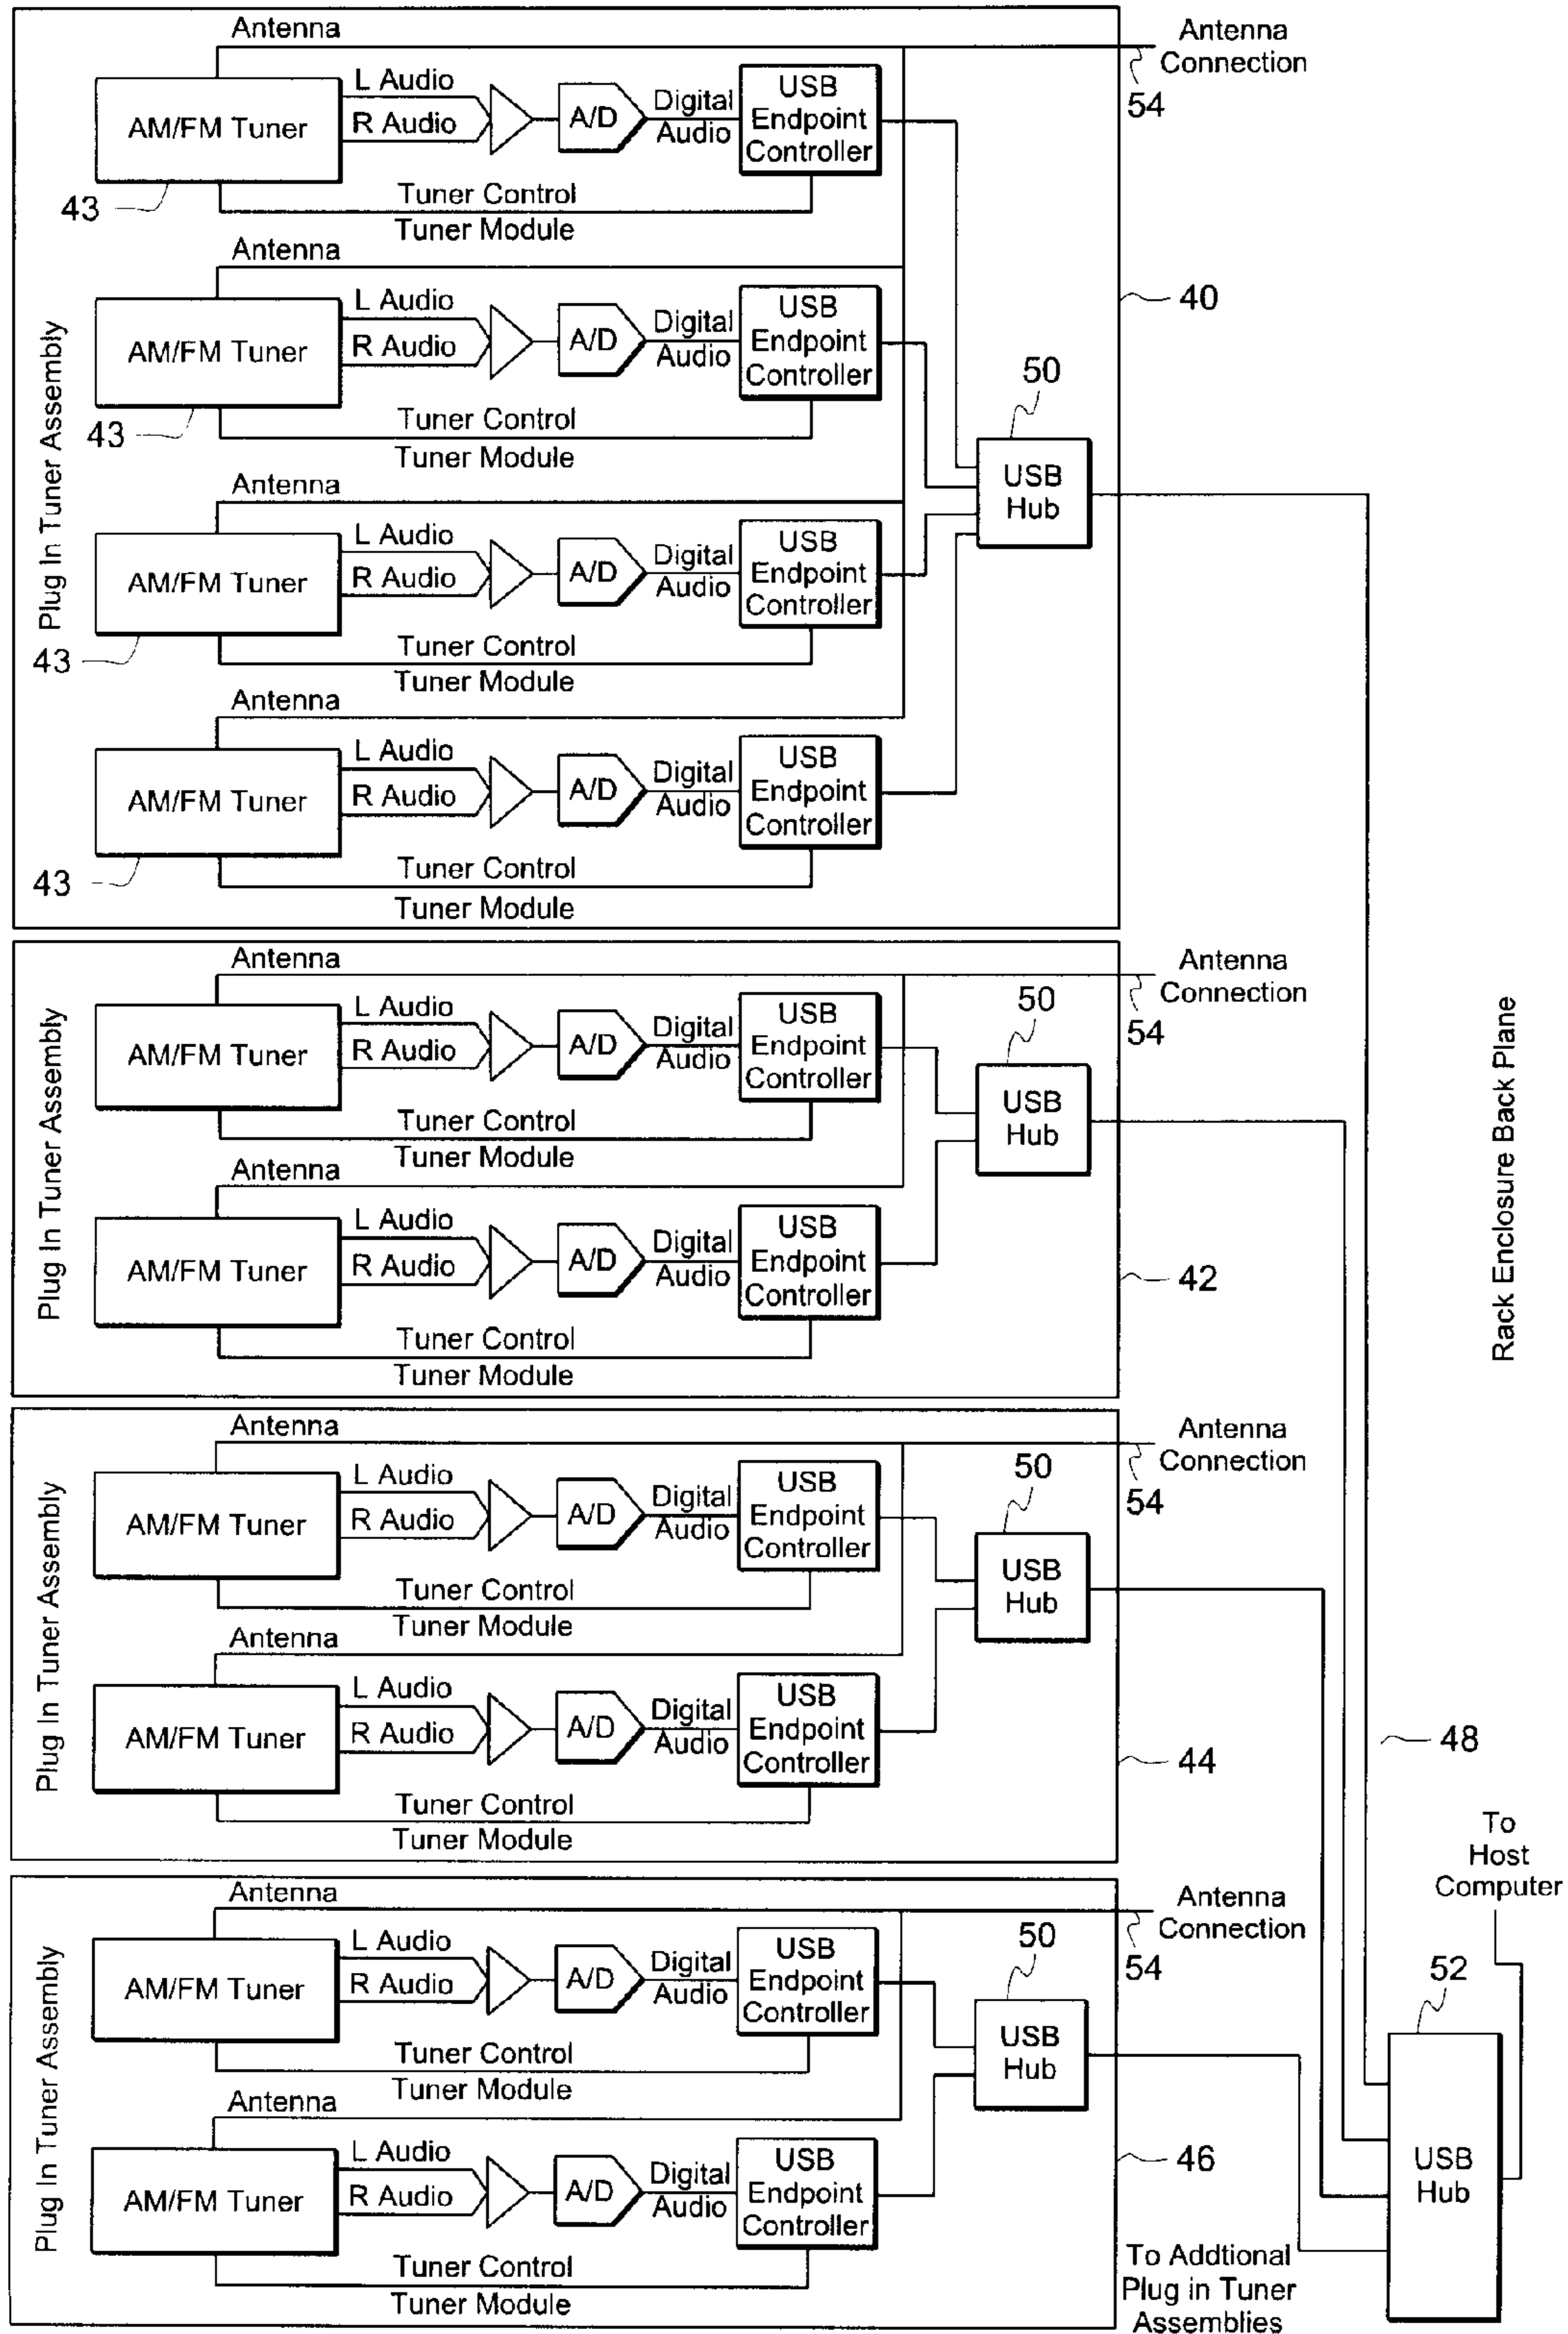 Antenna
Antenna
Connection
54
AM/FM Tuner
L Audio
R Audio
A/D
Digital
Audio
USB
Endpoint
Controller
43
Tuner Control
Tuner Module
Antenna
AM/FM Tuner
L Audio
R Audio
A/D
Digital
Audio
USB
Endpoint
Controller
40
43
Tuner Control
Tuner Module
Plug In Tuner Assembly
50
USB
Hub
Antenna
AM/FM Tuner
L Audio
R Audio
A/D
Digital
Audio
USB
Endpoint
Controller
43
Tuner Control
Tuner Module
Antenna
AM/FM Tuner
L Audio
R Audio
A/D
Digital
Audio
USB
Endpoint
Controller
43
Tuner Control
Tuner Module
Antenna
Antenna
Connection
54
Plug In Tuner Assembly
AM/FM Tuner
L Audio
R Audio
A/D
Digital
Audio
USB
Endpoint
Controller
50
USB
Hub
Tuner Control
Tuner Module
Antenna
AM/FM Tuner
L Audio
R Audio
A/D
Digital
Audio
USB
Endpoint
Controller
42
Tuner Control
Tuner Module
Rack Enclosure Back Plane
Antenna
Antenna
Connection
54
Plug In Tuner Assembly
AM/FM Tuner
L Audio
R Audio
A/D
Digital
Audio
USB
Endpoint
Controller
50
USB
Hub
Tuner Control
Tuner Module
Antenna
AM/FM Tuner
L Audio
R Audio
A/D
Digital
Audio
USB
Endpoint
Controller
44
48
Tuner Control
Tuner Module
To
Host
Computer
Antenna
Antenna
Connection
54
Plug In Tuner Assembly
AM/FM Tuner
L Audio
R Audio
A/D
Digital
Audio
USB
Endpoint
Controller
50
USB
Hub
52
Tuner Control
Tuner Module
Antenna
AM/FM Tuner
L Audio
R Audio
A/D
Digital
Audio
USB
Endpoint
Controller
46
USB
Hub
Tuner Control
Tuner Module
To Addtional
Plug in Tuner
Assemblies